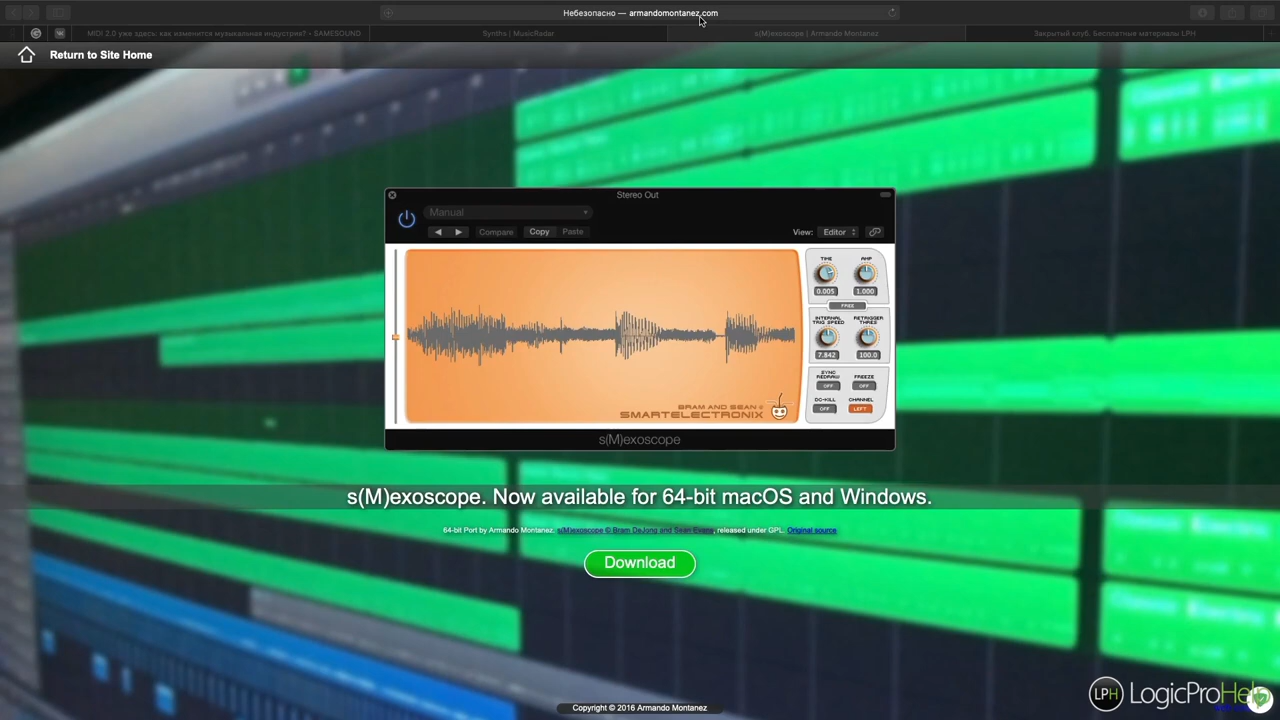 Небезопасно — armandomontanez.com
MIDI 2.0 уже здесь: как изменится музыкальная индустрия? • SAMESOUND
Synths | MusicRadar
s(M)exoscope | Armando Montanez
Закрытый клуб. Бесплатные материалы LPH
Return to Site Home
Stereo Out
Manual
Compare
Copy
Paste
View:
Editor
TIME
AMP
0.005
1.000
FREE
INTERNAL TRIG SPEED
RETRIGGER THRES
7.842
100.0
SYNC REDRAW
FREEZE
OFF
OFF
DC-KILL
CHANNEL
OFF
LEFT
BRAM AND SEAN @
SMARTELECTRONIX
s(M)exoscope
s(M)exoscope. Now available for 64-bit macOS and Windows.
64-bit Port by Armando Montanez. s(M)exoscope © Bram DeJong and Sean Evans, released under GPL. Original source
Download
LPH LogicProHelp
Copyright © 2016 Armando Montanez